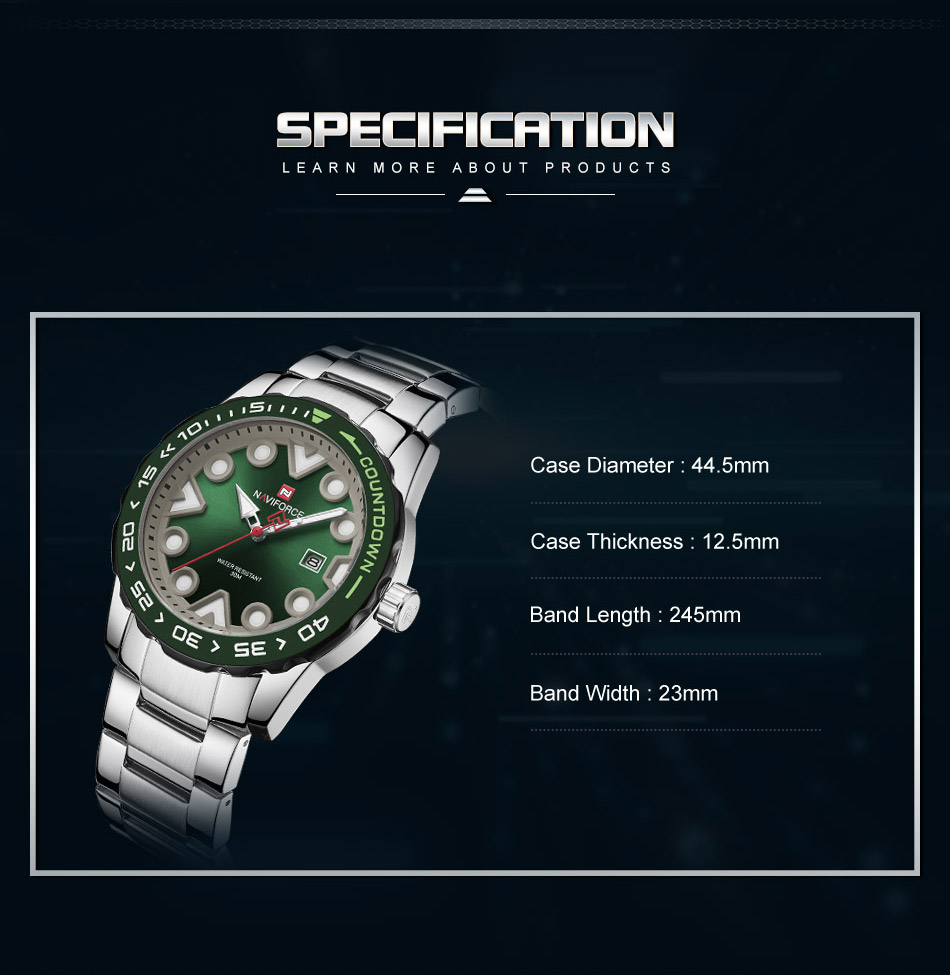 SPECIFICATION
LEARN MORE ABOUT PRODUCTS
5
10
15
20
25
30
35
40
COUNTDOWN
NAVIFORCE
8
WATER RESISTANT
30M
Case Diameter : 44.5mm
Case Thickness : 12.5mm
Band Length : 245mm
Band Width : 23mm